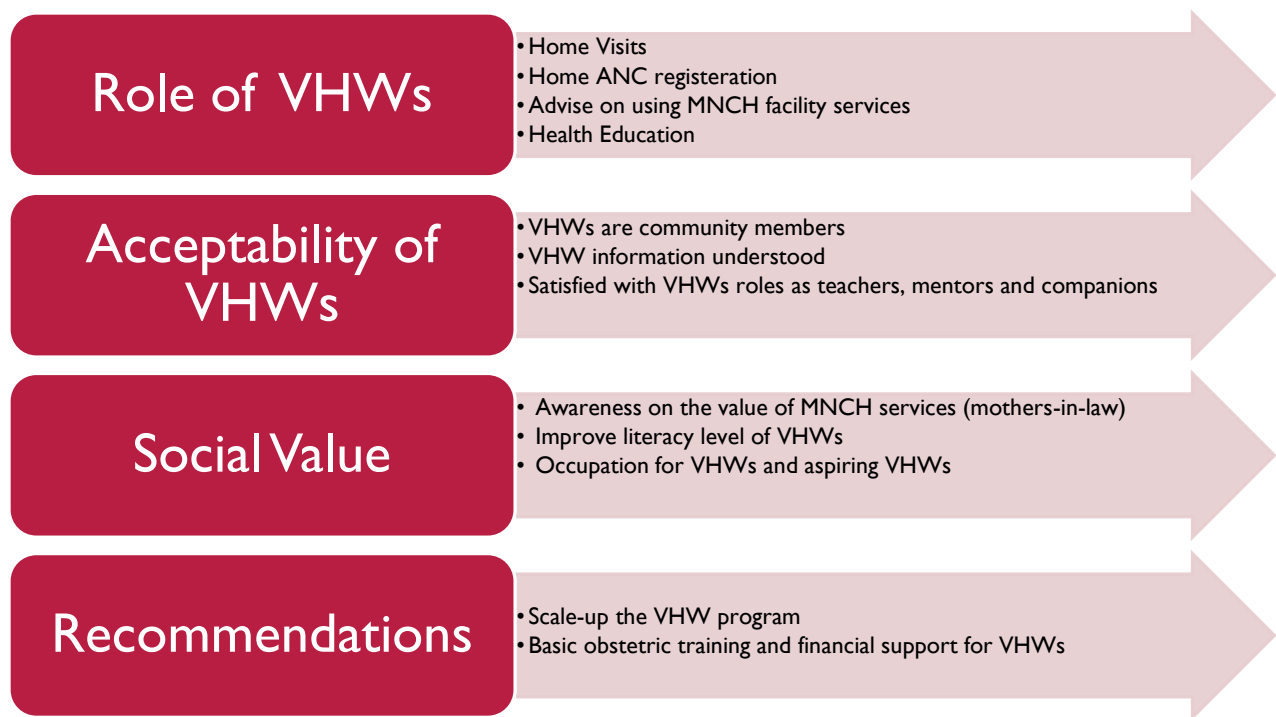 Role of VHWs
• Home Visits
• Home ANC registeration
• Advise on using MNCH facility services
• Health Education
Acceptability of
VHWs
• VHWs are community members
• VHW information understood
• Satisfied with VHWs roles as teachers, mentors and companions
Social Value
• Awareness on the value of MNCH services (mothers-in-law)
• Improve literacy level of VHWs
• Occupation for VHWs and aspiring VHWs
Recommendations
• Scale-up the VHW program
• Basic obstetric training and financial support for VHWs